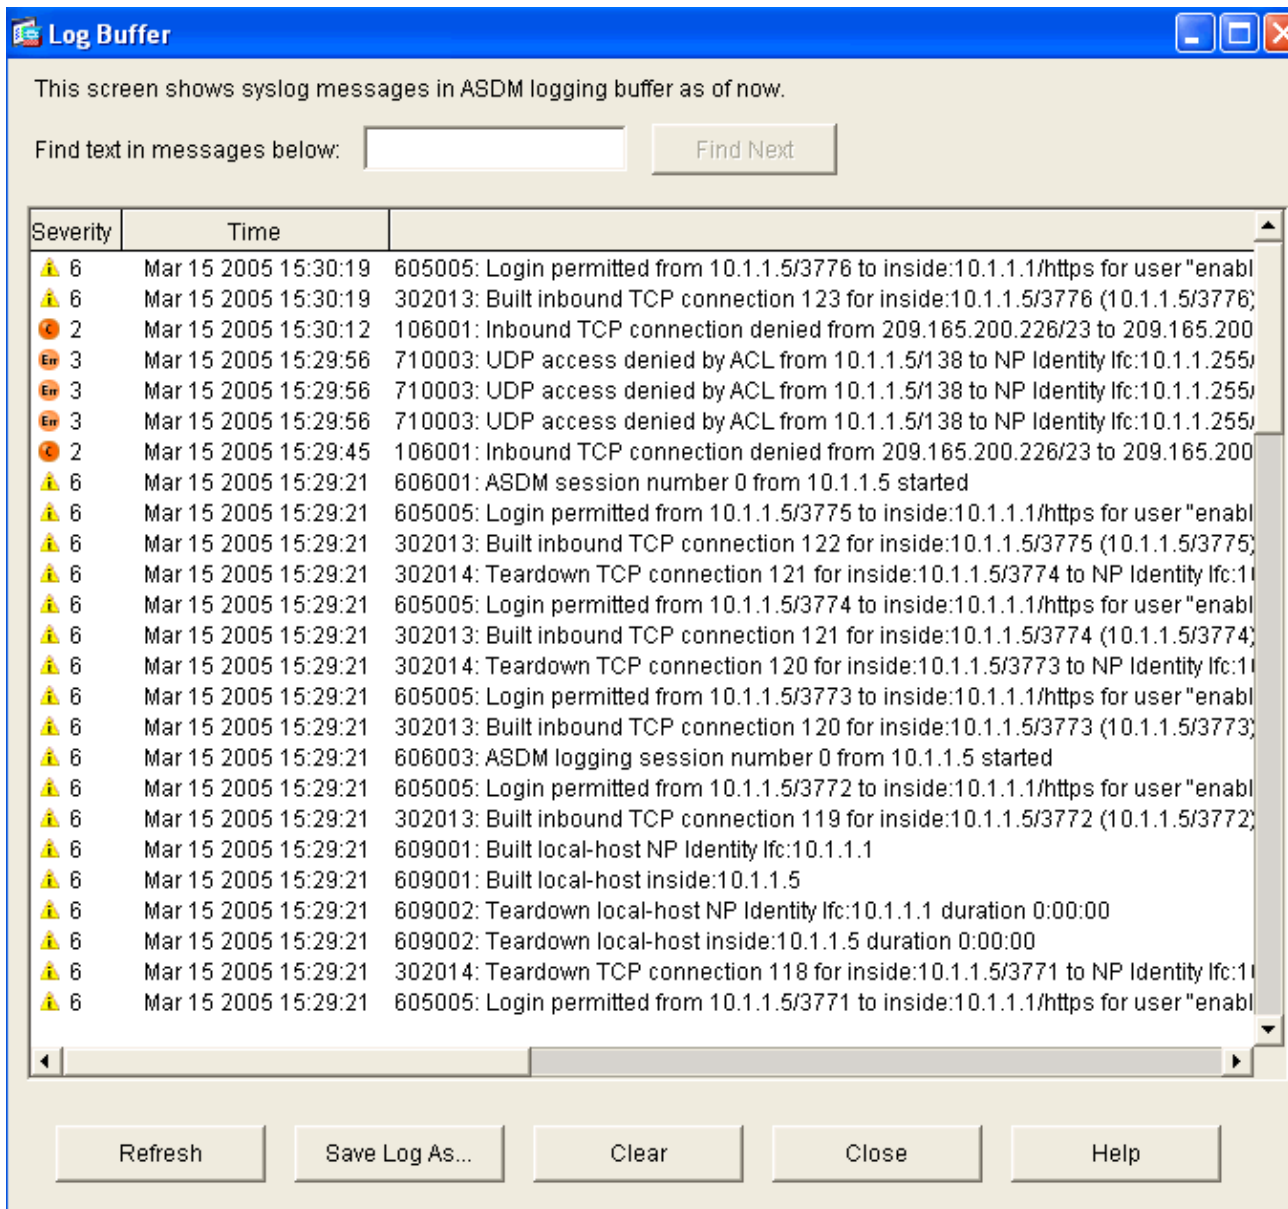 Log Buffer
This screen shows syslog messages in ASDM logging buffer as of now.
Find text in messages below: Find Next
Severity Time
6 Mar 15 2005 15:30:19 605005: Login permitted from 10.1.1.5/3776 to inside:10.1.1.1/https for user "enabl
6 Mar 15 2005 15:30:19 302013: Built inbound TCP connection 123 for inside:10.1.1.5/3776 (10.1.1.5/3776)
C 2 Mar 15 2005 15:30:12 106001: Inbound TCP connection denied from 209.165.200.226/23 to 209.165.200
Err 3 Mar 15 2005 15:29:56 710003: UDP access denied by ACL from 10.1.1.5/138 to NP Identity Ifc:10.1.1.255/
Err 3 Mar 15 2005 15:29:56 710003: UDP access denied by ACL from 10.1.1.5/138 to NP Identity Ifc:10.1.1.255/
Err 3 Mar 15 2005 15:29:56 710003: UDP access denied by ACL from 10.1.1.5/138 to NP Identity Ifc:10.1.1.255/
C 2 Mar 15 2005 15:29:45 106001: Inbound TCP connection denied from 209.165.200.226/23 to 209.165.200
6 Mar 15 2005 15:29:21 606001: ASDM session number 0 from 10.1.1.5 started
6 Mar 15 2005 15:29:21 605005: Login permitted from 10.1.1.5/3775 to inside:10.1.1.1/https for user "enabl
6 Mar 15 2005 15:29:21 302013: Built inbound TCP connection 122 for inside:10.1.1.5/3775 (10.1.1.5/3775)
6 Mar 15 2005 15:29:21 302014: Teardown TCP connection 121 for inside:10.1.1.5/3774 to NP Identity Ifc:1
6 Mar 15 2005 15:29:21 605005: Login permitted from 10.1.1.5/3774 to inside:10.1.1.1/https for user "enabl
6 Mar 15 2005 15:29:21 302013: Built inbound TCP connection 121 for inside:10.1.1.5/3774 (10.1.1.5/3774)
6 Mar 15 2005 15:29:21 302014: Teardown TCP connection 120 for inside:10.1.1.5/3773 to NP Identity Ifc:1
6 Mar 15 2005 15:29:21 605005: Login permitted from 10.1.1.5/3773 to inside:10.1.1.1/https for user "enabl
6 Mar 15 2005 15:29:21 302013: Built inbound TCP connection 120 for inside:10.1.1.5/3773 (10.1.1.5/3773)
6 Mar 15 2005 15:29:21 606003: ASDM logging session number 0 from 10.1.1.5 started
6 Mar 15 2005 15:29:21 605005: Login permitted from 10.1.1.5/3772 to inside:10.1.1.1/https for user "enabl
6 Mar 15 2005 15:29:21 302013: Built inbound TCP connection 119 for inside:10.1.1.5/3772 (10.1.1.5/3772)
6 Mar 15 2005 15:29:21 609001: Built local-host NP Identity Ifc:10.1.1.1
6 Mar 15 2005 15:29:21 609001: Built local-host inside:10.1.1.5
6 Mar 15 2005 15:29:21 609002: Teardown local-host NP Identity Ifc:10.1.1.1 duration 0:00:00
6 Mar 15 2005 15:29:21 609002: Teardown local-host inside:10.1.1.5 duration 0:00:00
6 Mar 15 2005 15:29:21 302014: Teardown TCP connection 118 for inside:10.1.1.5/3771 to NP Identity Ifc:1
6 Mar 15 2005 15:29:21 605005: Login permitted from 10.1.1.5/3771 to inside:10.1.1.1/https for user "enabl
Refresh Save Log As... Clear Close Help